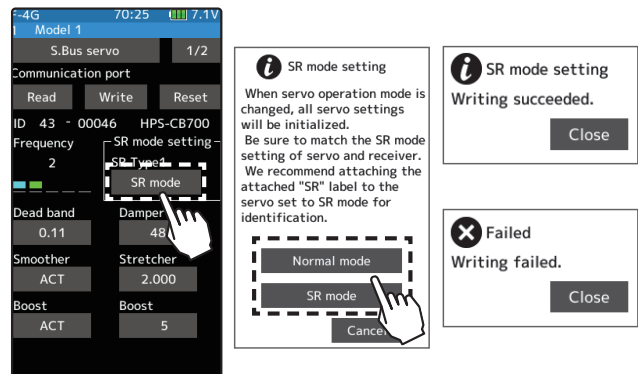 F-4G 70:25 7.1V
1 Model 1
S.Bus servo 1/2
Communication port
Read Write Reset
ID 43 - 00046 HPS-CB700
Frequency SR mode setting
2 SR Type1
SR mode
Dead band Damper
0.11 48
Smoother Stretcher
ACT 2.000
Boost Boost
ACT 5
SR mode setting
When servo operation mode is
changed, all servo settings
will be initialized.
Be sure to match the SR mode
setting of servo and receiver.
We recommend attaching the
attached "SR" label to the
servo set to SR mode for
identification.
Normal mode
SR mode
Cancel
SR mode setting
Writing succeeded.
Close
Failed
Writing failed.
Close